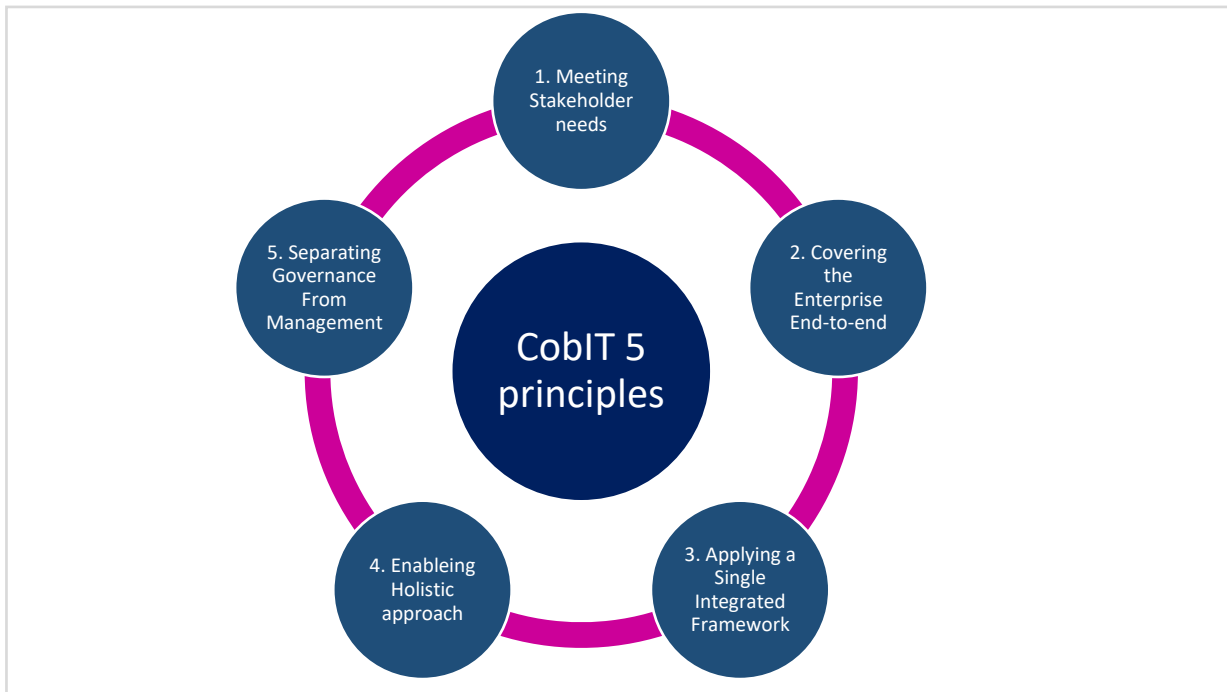 1. Meeting
Stakeholder
needs
2. Covering
the
Enterprise
End-to-end
3. Applying a
Single
Integrated
Framework
4. Enableing
Holistic
approach
5. Separating
Governance
From
Management
CobIT 5
principles